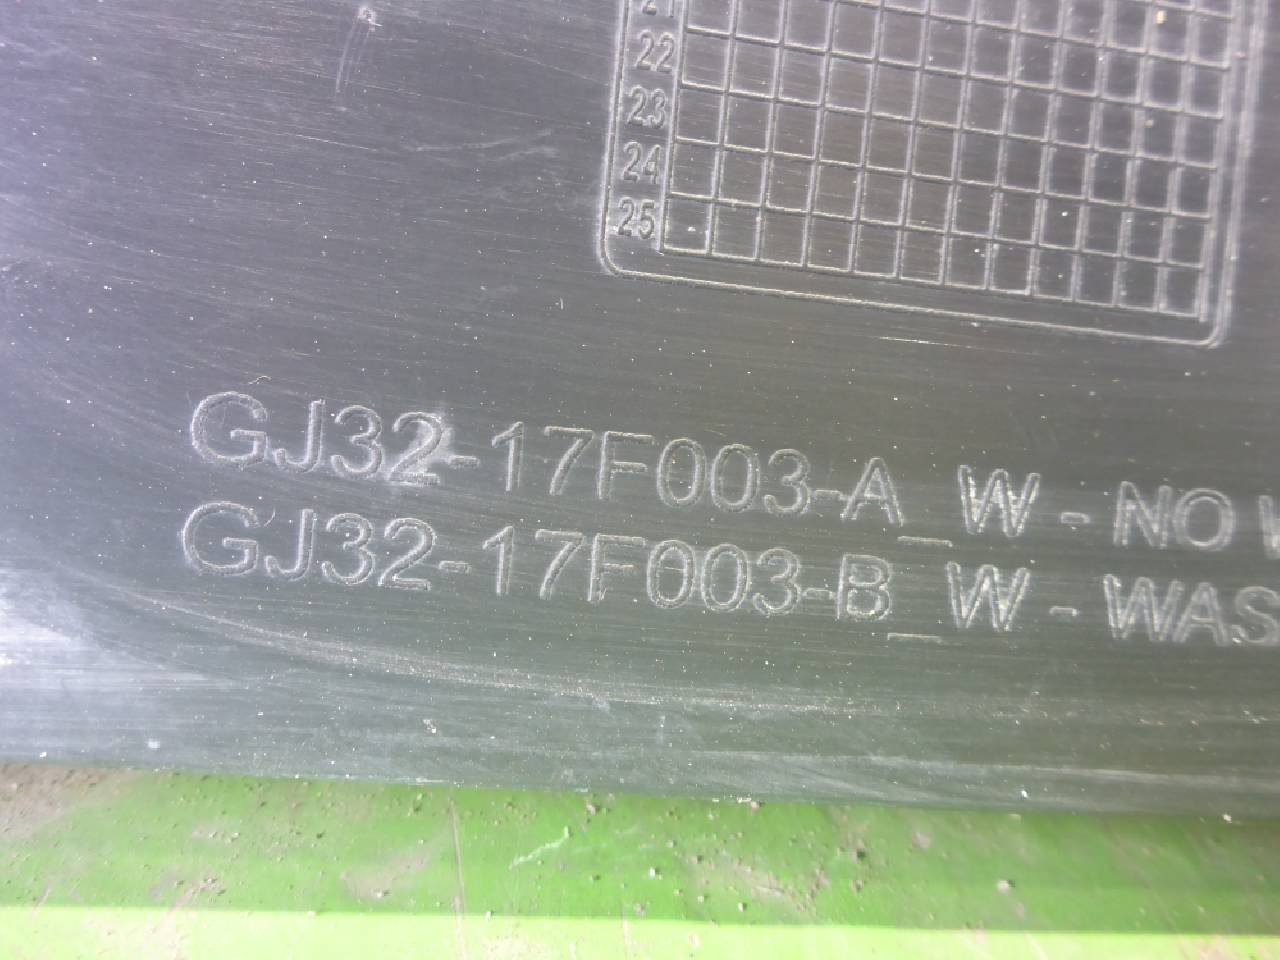 21
22
23
24
25
GJ32-17F003-A_W - NO
GJ32-17F003-B_W - WAS